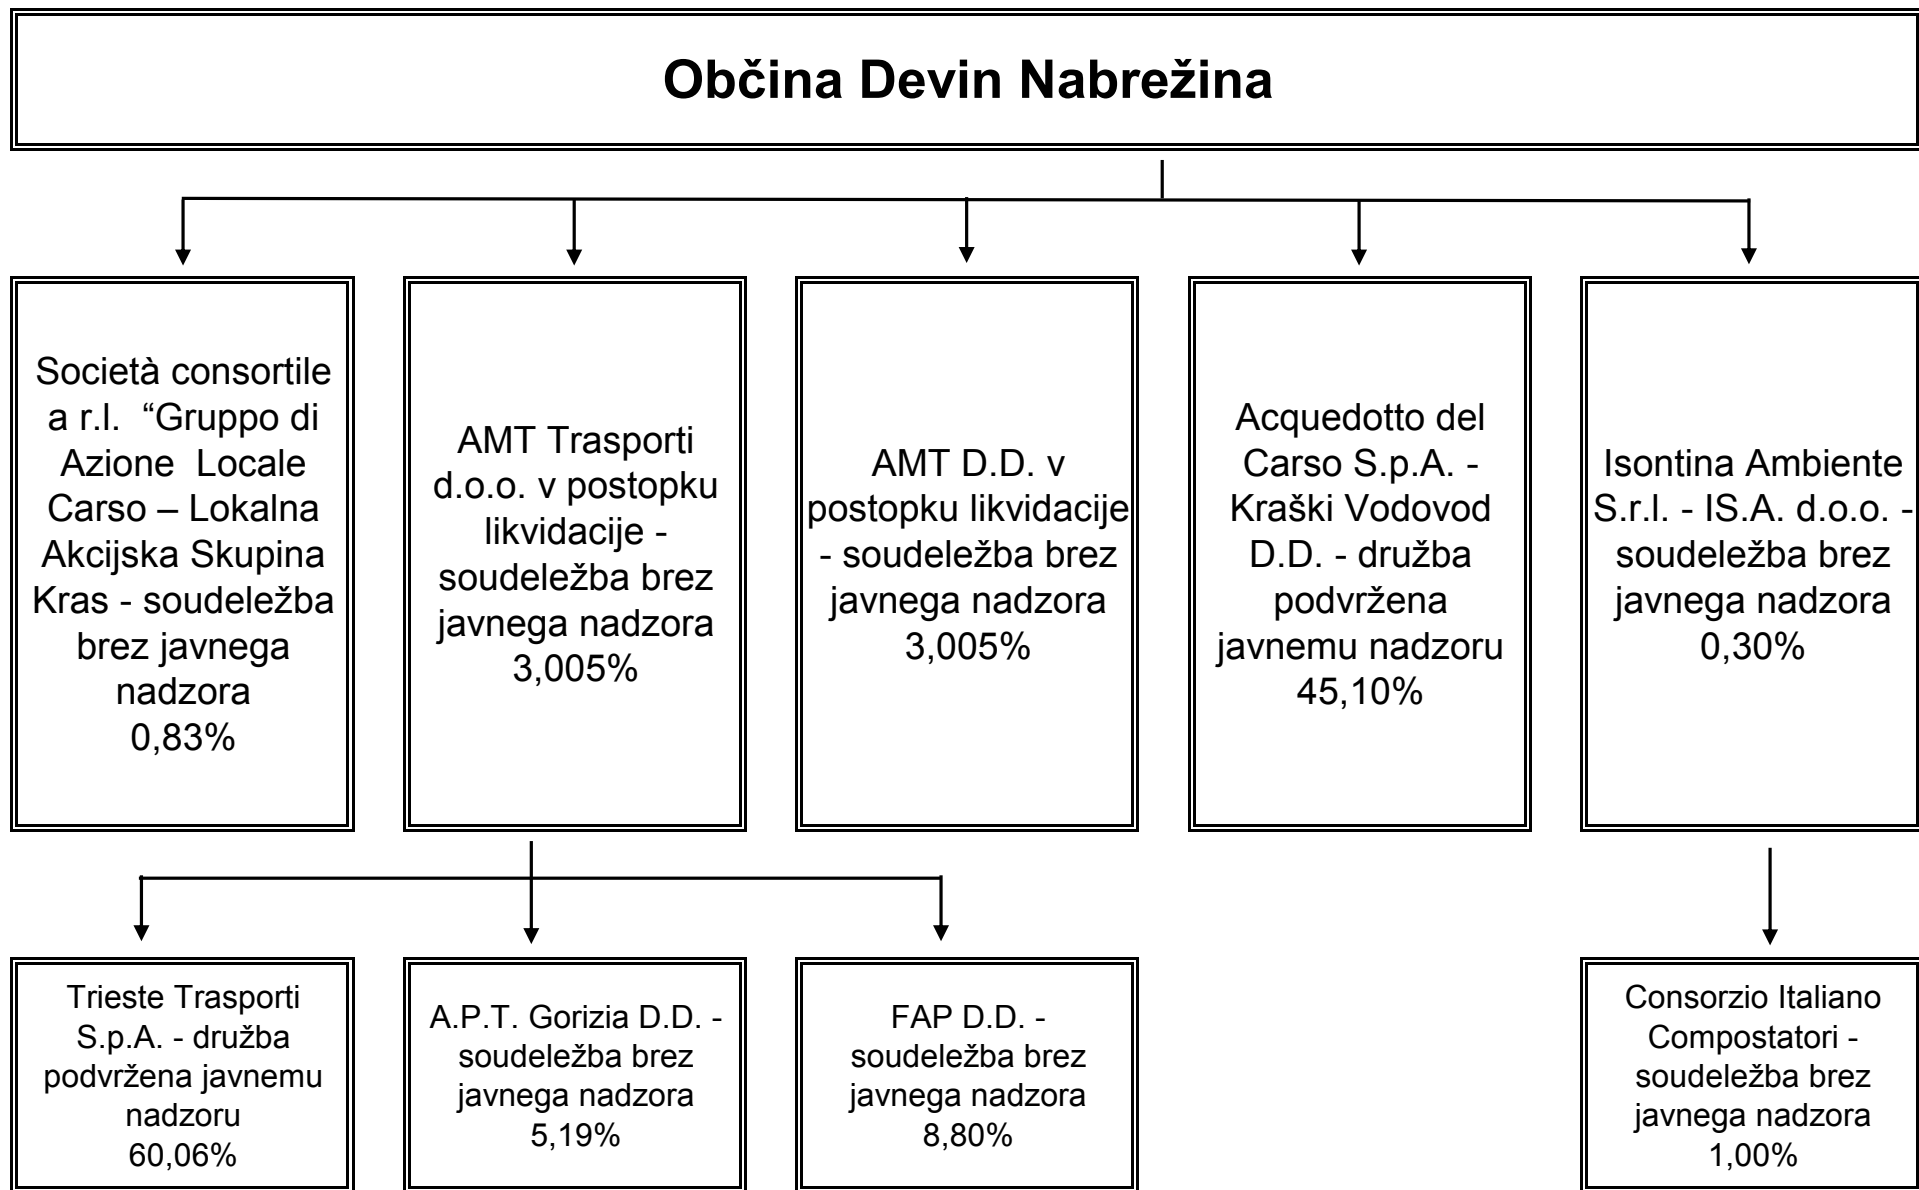 Občina Devin Nabrežina
Società consortile
a r.l. “Gruppo di
Azione Locale
Carso – Lokalna
Akcijska Skupina
Kras - soudeležba
brez javnega
nadzora
0,83%
AMT Trasporti
d.o.o. v postopku
likvidacije -
soudeležba brez
javnega nadzora
3,005%
AMT D.D. v
postopku likvidacije
- soudeležba brez
javnega nadzora
3,005%
Acquedotto del
Carso S.p.A. -
Kraški Vodovod
D.D. - družba
podvržena
javnemu nadzoru
45,10%
Isontina Ambiente
S.r.l. - IS.A. d.o.o. -
soudeležba brez
javnega nadzora
0,30%
Trieste Trasporti
S.p.A. - družba
podvržena javnemu
nadzoru
60,06%
A.P.T. Gorizia D.D. -
soudeležba brez
javnega nadzora
5,19%
FAP D.D. -
soudeležba brez
javnega nadzora
8,80%
Consorzio Italiano
Compostatori -
soudeležba brez
javnega nadzora
1,00%